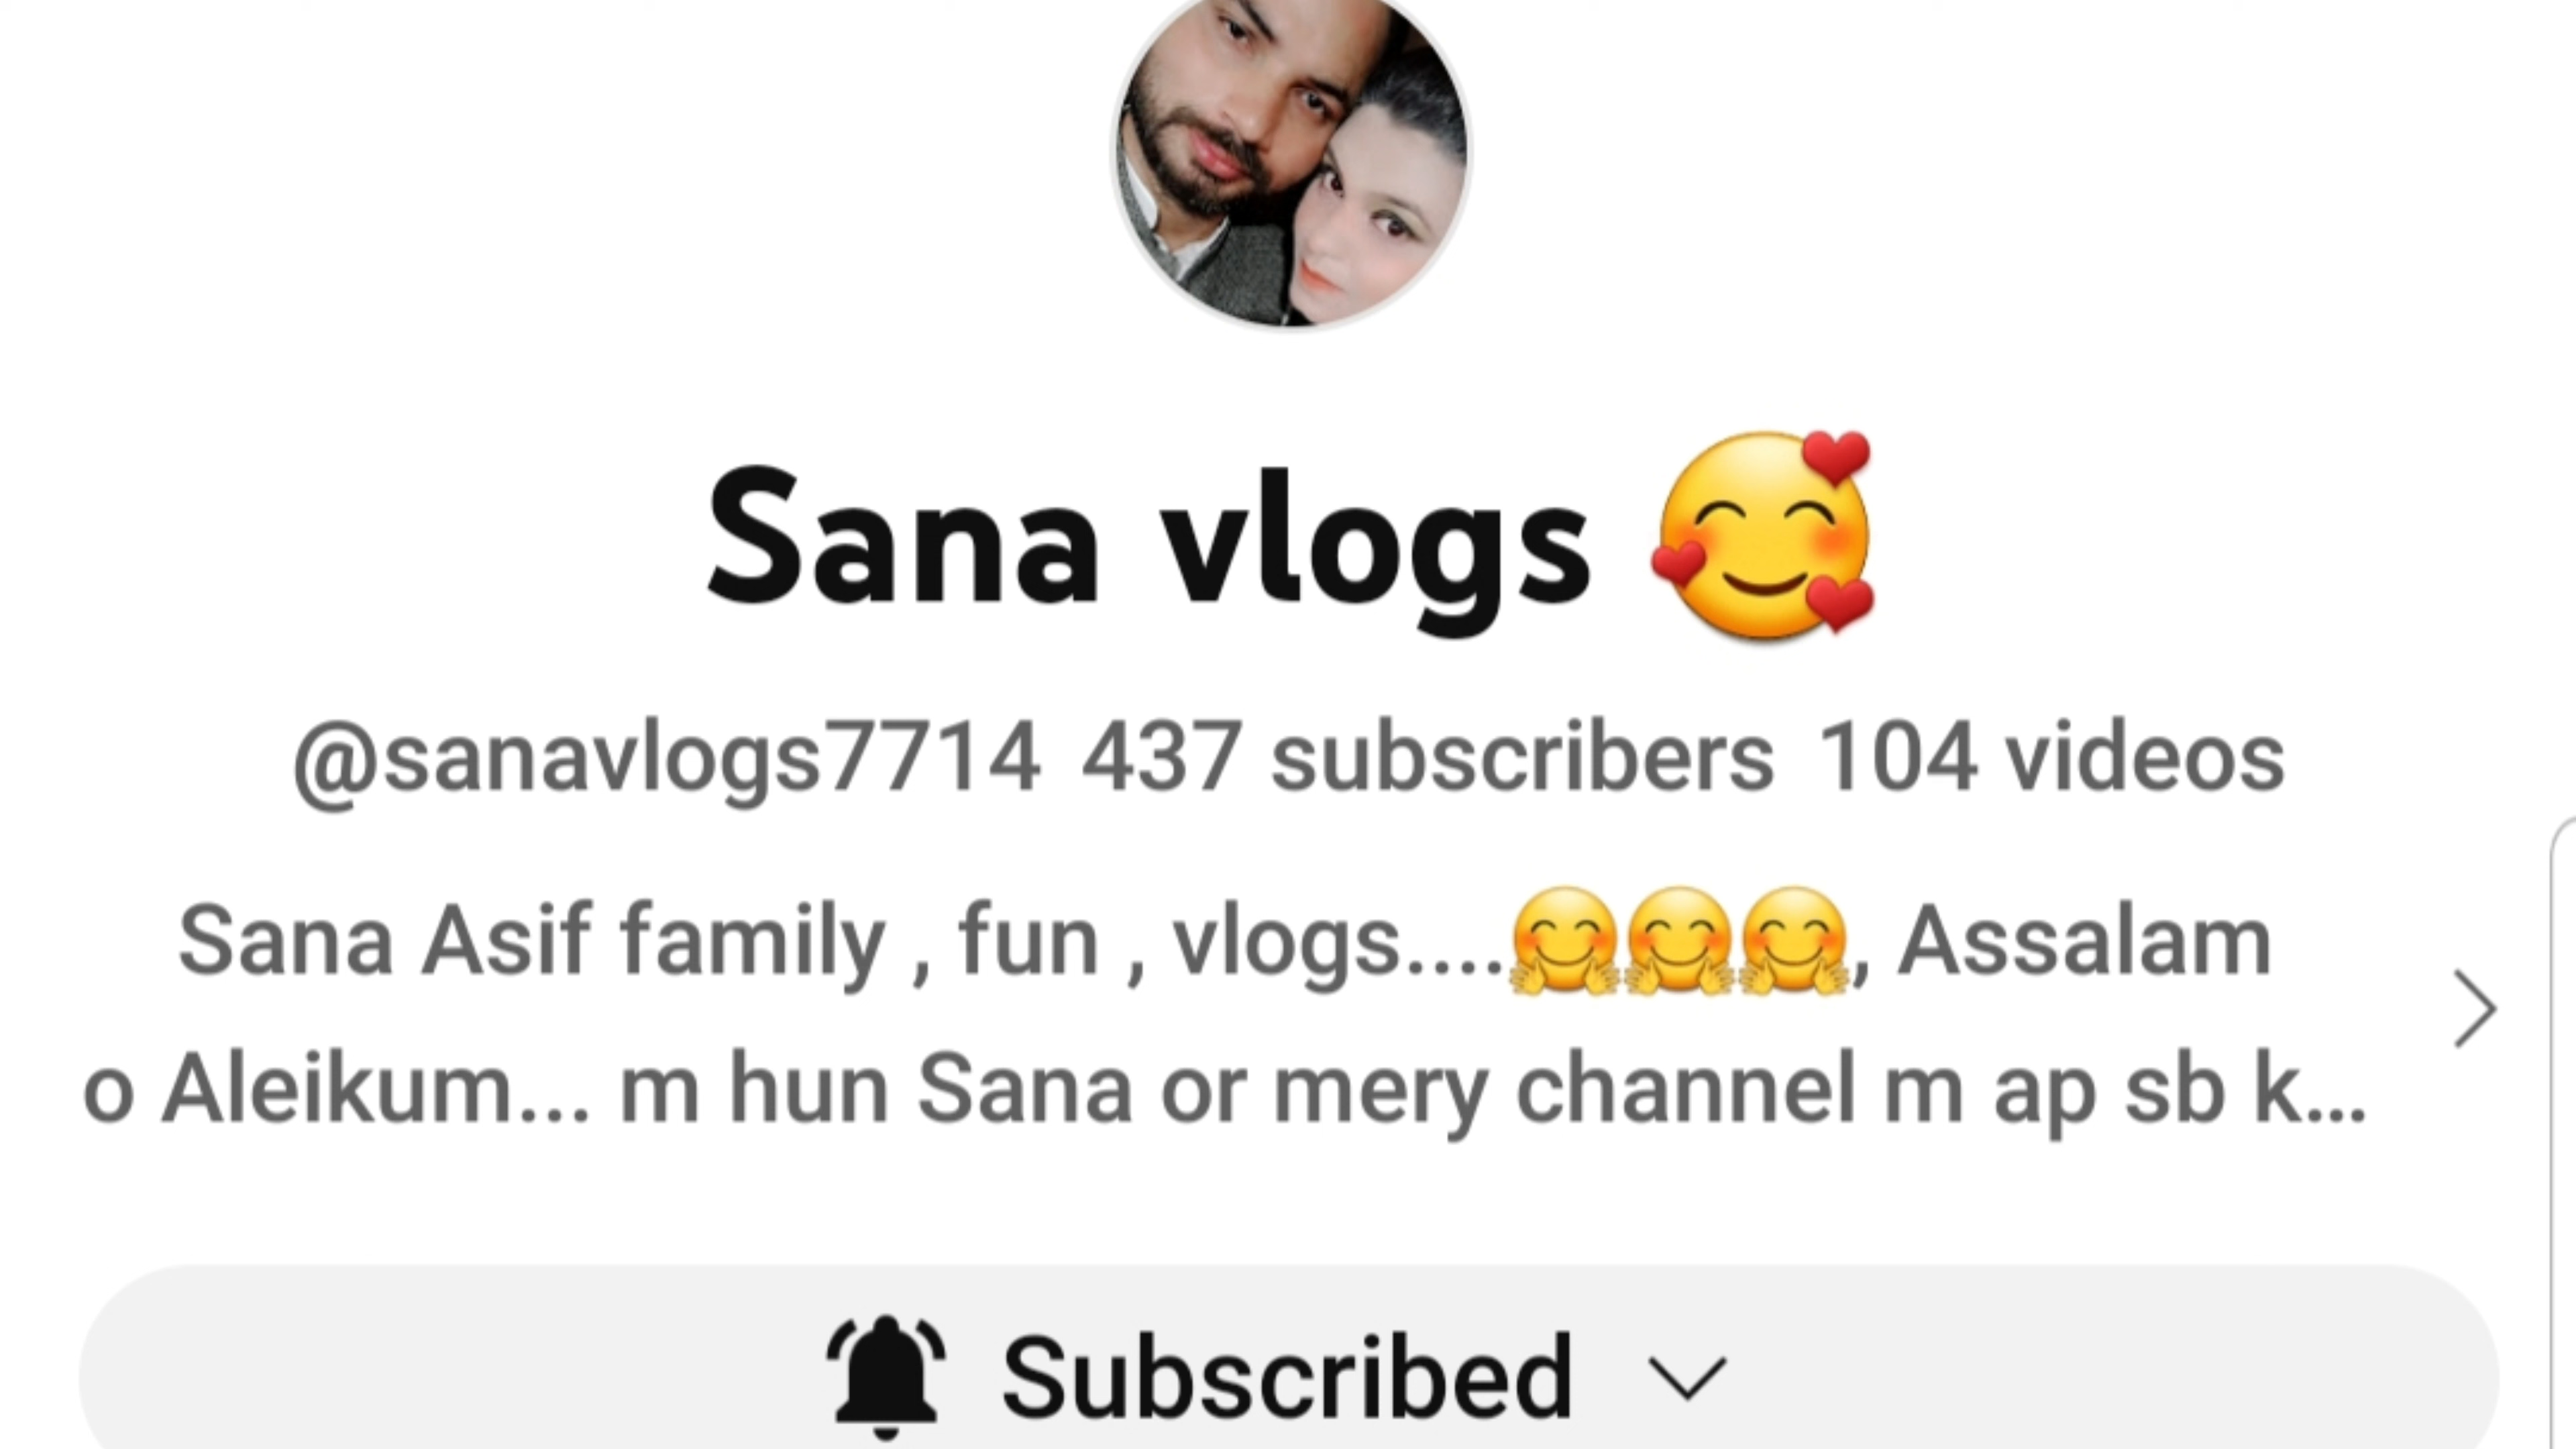 Sana vlogs 🥰
@sanavlogs7714 437 subscribers 104 videos
Sana Asif family , fun , vlogs....🤗🤗🤗, Assalam
o Aleikum... m hun Sana or mery channel m ap sb k...
Subscribed